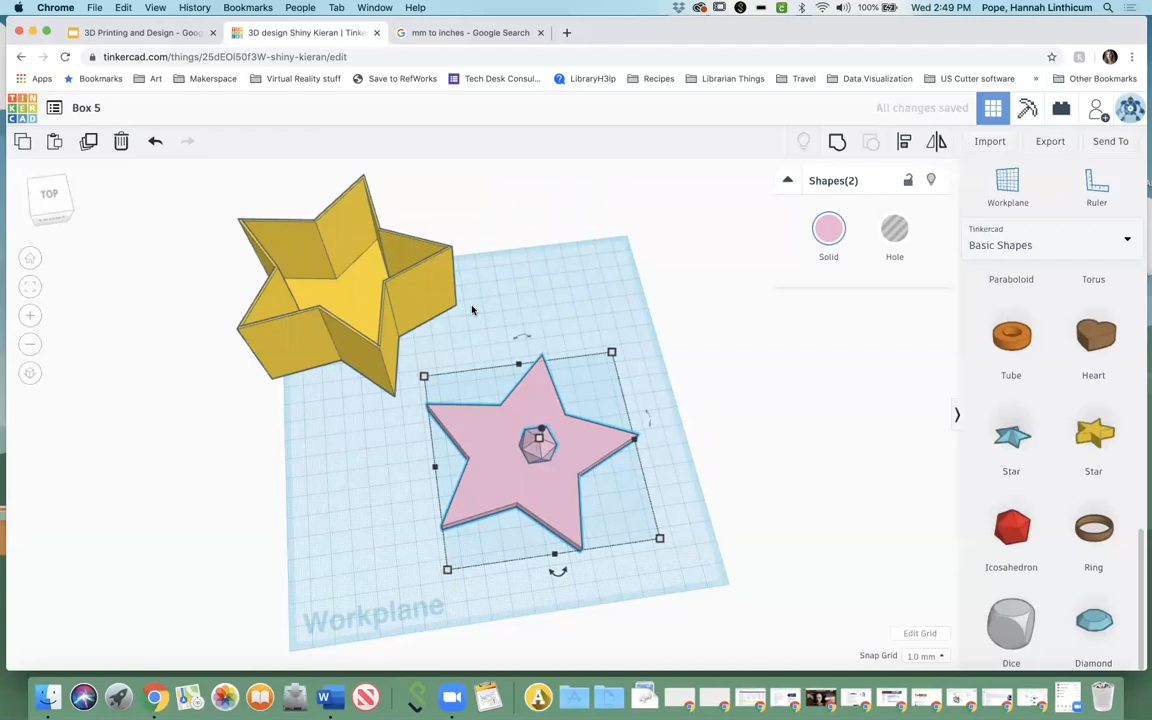 Chrome File Edit View History Bookmarks People Tab Window Help 100% Wed 2:49 PM Pope, Hannah Linthicum
3D Printing and Design - Goog 3D design Shiny Kieran | Tinke mm to inches - Google Search
tinkercad.com/things/25dEOl50f3W-shiny-kieran/edit
Apps Bookmarks Art Makerspace Virtual Reality stuff Save to RefWorks Tech Desk Consul... LibraryH3lp Recipes Librarian Things Travel Data Visualization US Cutter software Other Bookmarks
TIN KER CAD Box 5 All changes saved
Import Export Send To
TOP
Shapes(2)
Solid Hole
Workplane Ruler
Tinkercad
Basic Shapes
Paraboloid Torus
Tube Heart
Star Star
Icosahedron Ring
Dice Diamond
Workplane
Edit Grid
Snap Grid 1.0 mm